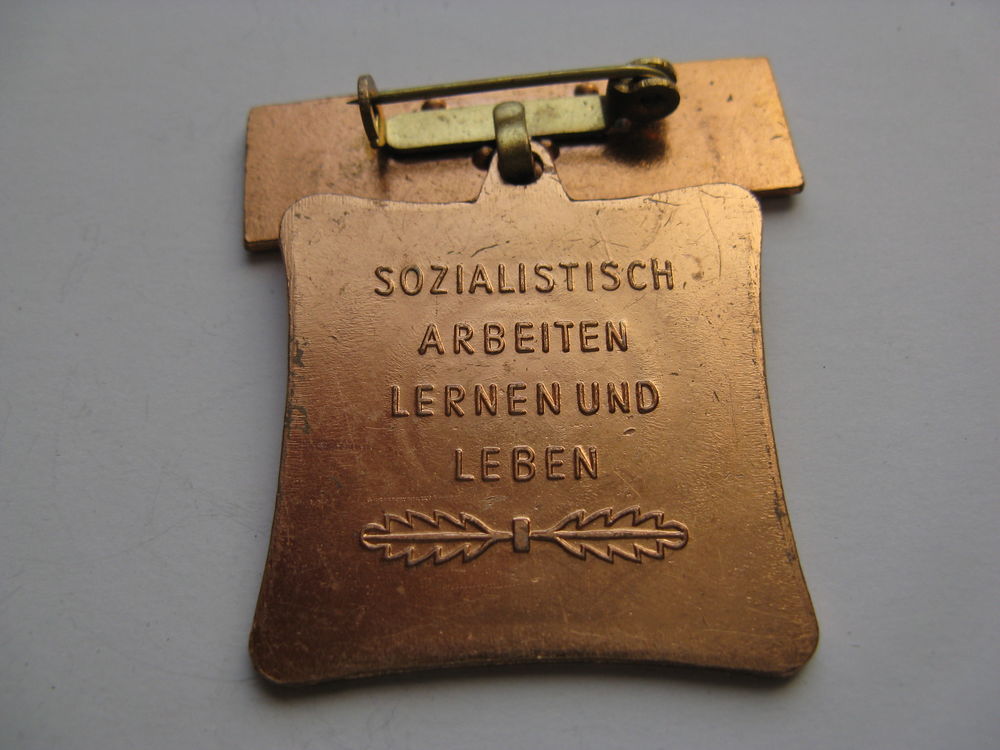 SOZIALISTISCH
ARBEITEN
LERNEN UND
LEBEN